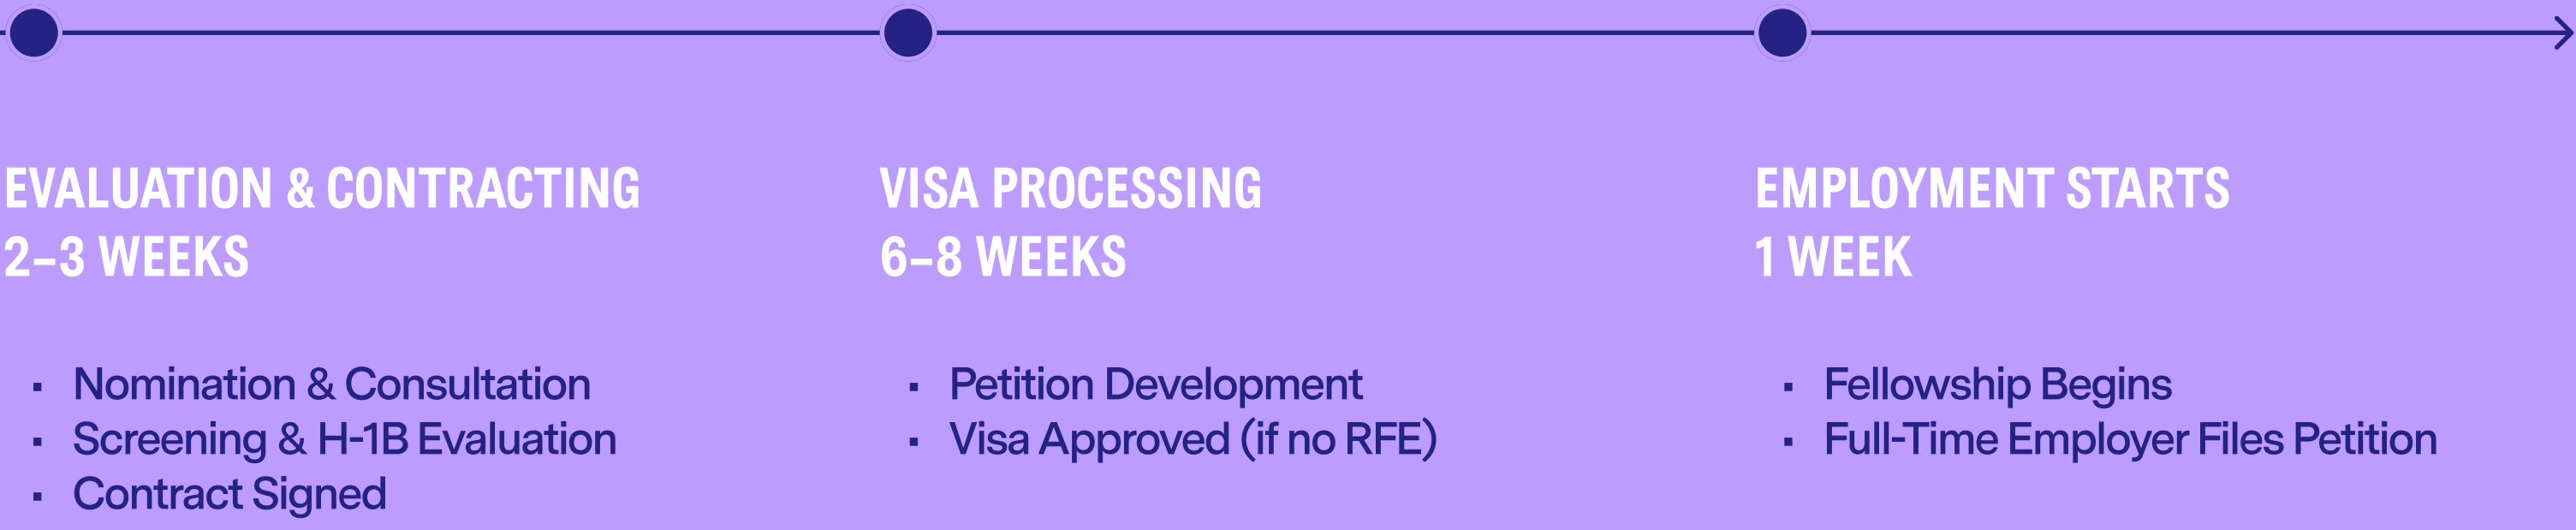 EVALUATION & CONTRACTING
2–3 WEEKS
▪ Nomination & Consultation
▪ Screening & H-1B Evaluation
▪ Contract Signed
VISA PROCESSING
6–8 WEEKS
▪ Petition Development
▪ Visa Approved (if no RFE)
EMPLOYMENT STARTS
1 WEEK
▪ Fellowship Begins
▪ Full-Time Employer Files Petition